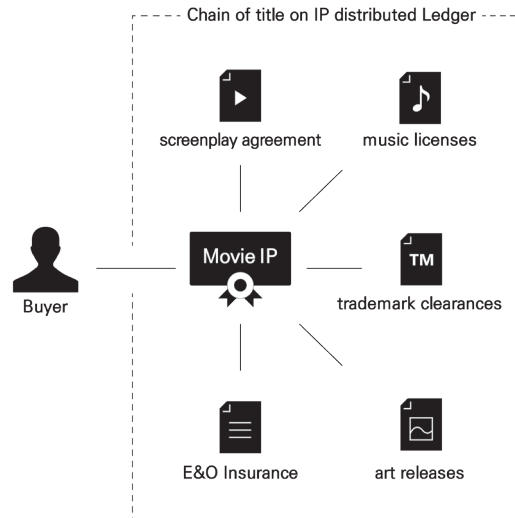 Chain of title on IP distributed Ledger
screenplay agreement
music licenses
Movie IP
TM
Buyer
trademark clearances
E&O Insurance
art releases